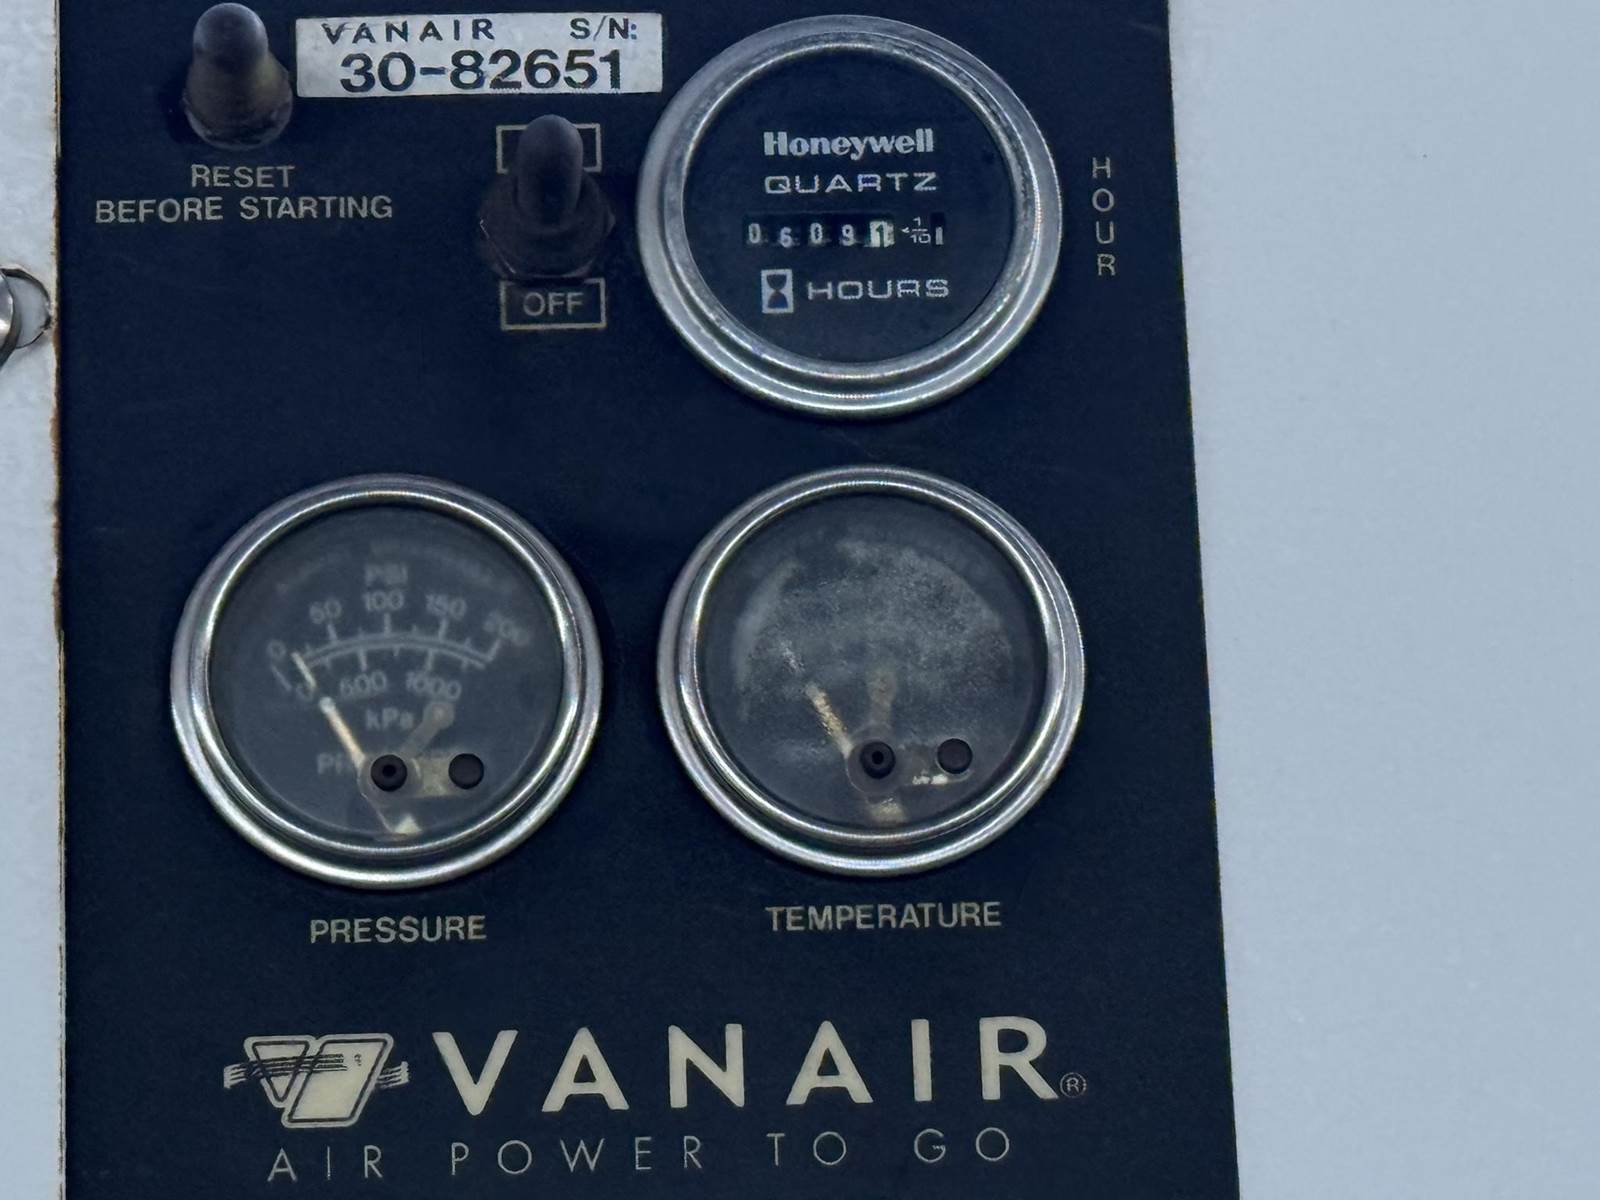 VANAIR S/N:
30-82651
RESET
BEFORE STARTING
OFF
Honeywell
QUARTZ
06091 1/10
HOURS
HOUR
PSI
0 50 100 150 200
0 500 1000
kPa
PRESSURE
TEMPERATURE
VANAIR®
AIR POWER TO GO